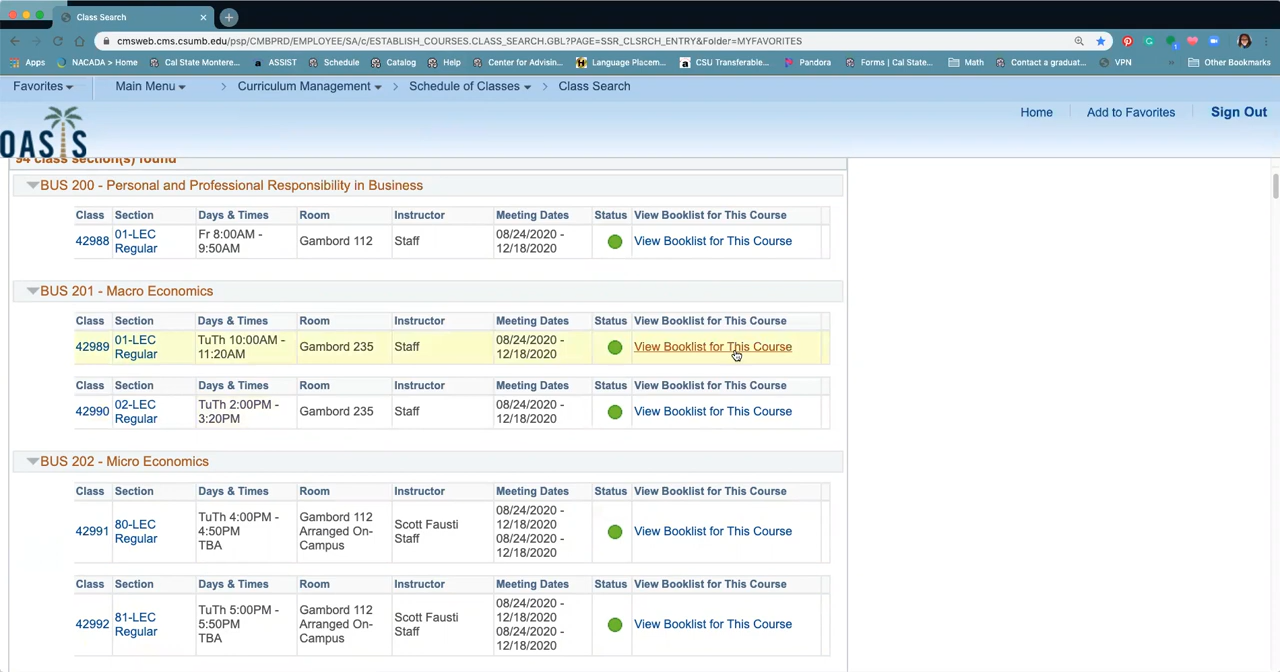 Class Search
cmsweb.cms.csumb.edu/psp/CMBPRD/EMPLOYEE/SA/c/ESTABLISH_COURSES.CLASS_SEARCH.GBL?PAGE=SSR_CLSRCH_ENTRY&Folder=MYFAVORITES
Apps NACADA > Home Cal State Montere... ASSIST Schedule Catalog Help Center for Advisin... Language Placem... CSU Transferable... Pandora Forms | Cal State... Math Contact a graduat... VPN » Other Bookmarks
Favorites Main Menu > Curriculum Management > Schedule of Classes > Class Search
Home Add to Favorites Sign Out
OASIS
94 class section(s) found
BUS 200 - Personal and Professional Responsibility in Business
Class Section Days & Times Room Instructor Meeting Dates Status View Booklist for This Course
42988 01-LEC Regular Fr 8:00AM - 9:50AM Gambord 112 Staff 08/24/2020 - 12/18/2020 View Booklist for This Course
BUS 201 - Macro Economics
Class Section Days & Times Room Instructor Meeting Dates Status View Booklist for This Course
42989 01-LEC Regular TuTh 10:00AM - 11:20AM Gambord 235 Staff 08/24/2020 - 12/18/2020 View Booklist for This Course
Class Section Days & Times Room Instructor Meeting Dates Status View Booklist for This Course
42990 02-LEC Regular TuTh 2:00PM - 3:20PM Gambord 235 Staff 08/24/2020 - 12/18/2020 View Booklist for This Course
BUS 202 - Micro Economics
Class Section Days & Times Room Instructor Meeting Dates Status View Booklist for This Course
42991 80-LEC Regular TuTh 4:00PM - 4:50PM TBA Gambord 112 Arranged On-Campus Scott Fausti Staff 08/24/2020 - 12/18/2020 08/24/2020 - 12/18/2020 View Booklist for This Course
Class Section Days & Times Room Instructor Meeting Dates Status View Booklist for This Course
42992 81-LEC Regular TuTh 5:00PM - 5:50PM TBA Gambord 112 Arranged On-Campus Scott Fausti Staff 08/24/2020 - 12/18/2020 08/24/2020 - 12/18/2020 View Booklist for This Course